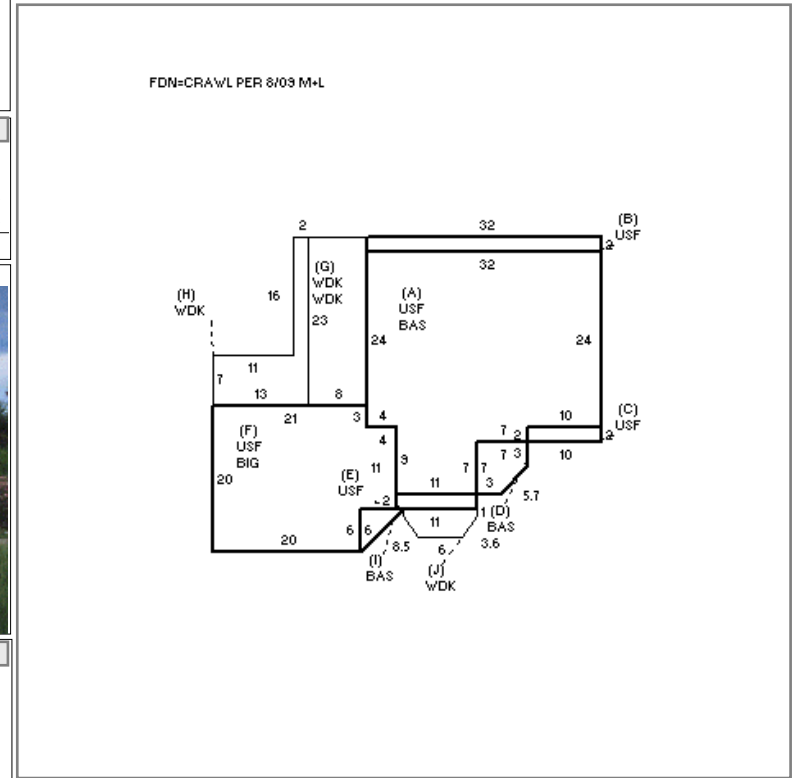 FDN=CRAWL PER 8/09 M+L
2
32
(B)
USF
2
32
(G)
WDK
WDK
(H)
WDK
16
(A)
USF
BAS
23
24
24
11
7
13
8
3
4
10
(C)
USF
21
4
7
2
2
(F)
USF
BIG
7
3
10
11
9
7
7
(E)
USF
20
11
3
2
5.7
1
(D)
BAS
6
6
11
20
8.5
6
3.6
(I)
BAS
(J)
WDK